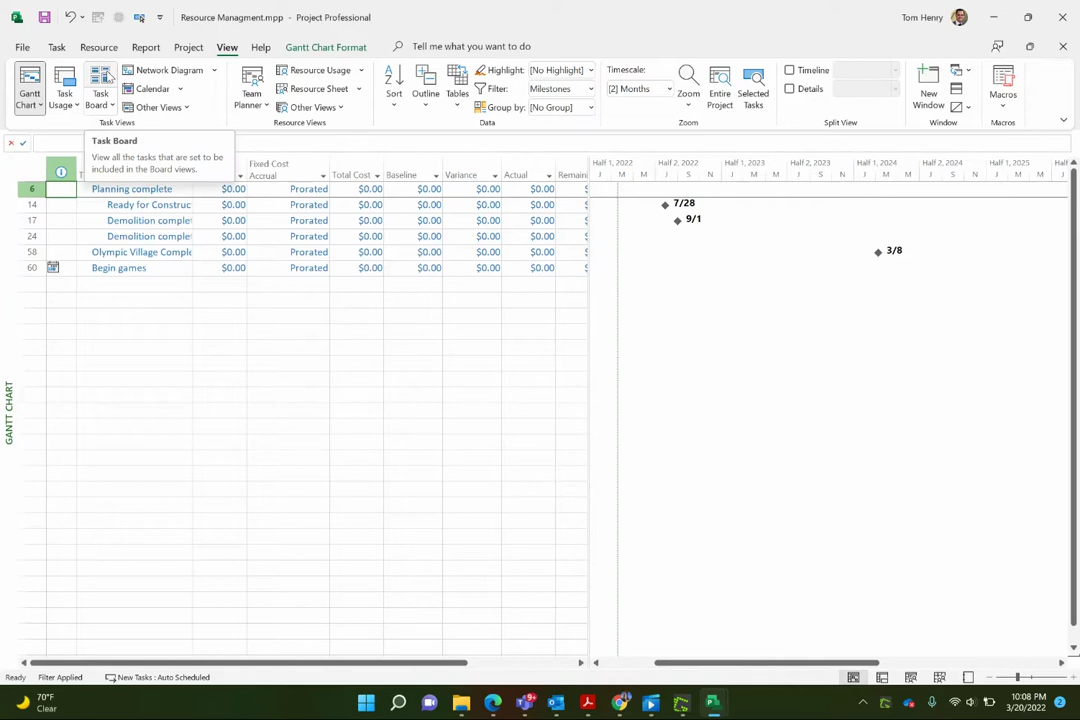 Resource Managment.mpp - Project Professional
Tom Henry
File Task Resource Report Project View Help Gantt Chart Format Tell me what you want to do
Gantt Chart
Task Usage
Task Board
Network Diagram
Calendar
Other Views
Task Views
Team Planner
Resource Usage
Resource Sheet
Other Views
Resource Views
Sort
Outline
Tables
Highlight: [No Highlight]
Filter: Milestones
Group by: [No Group]
Data
Timescale:
[2] Months
Zoom
Entire Project
Selected Tasks
Zoom
Timeline
Details
Split View
New Window
Window
Macros
Macros
Task Board
View all the tasks that are set to be included in the Board views.
Fixed Cost
Accrual Total Cost Baseline Variance Actual Remaini
Half 1, 2022 Half 2, 2022 Half 1, 2023 Half 2, 2023 Half 1, 2024 Half 2, 2024 Half 1, 2025
J M M J S N J M M J S N J M M J S N J M M J
6 Planning complete $0.00 Prorated $0.00 $0.00 $0.00 $0.00
14 Ready for Construc $0.00 Prorated $0.00 $0.00 $0.00 $0.00 7/28
17 Demolition comple $0.00 Prorated $0.00 $0.00 $0.00 $0.00 9/1
24 Demolition comple $0.00 Prorated $0.00 $0.00 $0.00 $0.00
58 Olympic Village Comple $0.00 Prorated $0.00 $0.00 $0.00 $0.00 3/8
60 Begin games $0.00 Prorated $0.00 $0.00 $0.00 $0.00
GANTT CHART
Ready Filter Applied New Tasks : Auto Scheduled
70°F
Clear
10:08 PM
3/20/2022